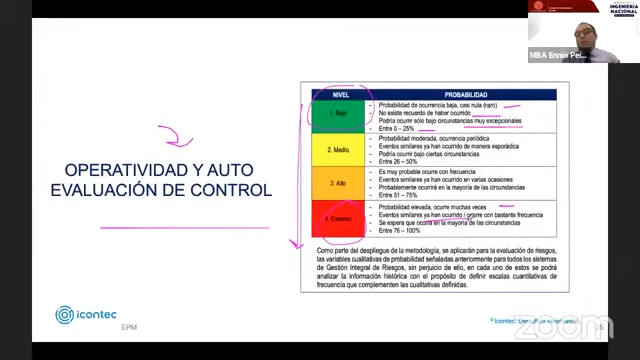 INGENIERÍA
NACIONAL
MBA Ennio Pel...
OPERATIVIDAD Y AUTO
EVALUACIÓN DE CONTROL
NIVEL
PROBABILIDAD
1. Bajo
- Probabilidad de ocurrencia baja, casi nula (raro)
- No existe recuerdo de haber ocurrido
- Podría ocurrir sólo bajo circunstancias muy excepcionales
- Entre 0 – 25%
2. Medio
- Probabilidad moderada, ocurrencia periódica
- Eventos similares ya han ocurrido de manera esporádica
- Podría ocurrir bajo ciertas circunstancias
- Entre 26 – 50%
3. Alto
- Es muy probable ocurre con frecuencia
- Eventos similares ya han ocurrido en varias ocasiones
- Probablemente ocurrirá en la mayoría de las circunstancias
- Entre 51 – 75%
4. Extremo
- Probabilidad elevada, ocurre muchas veces
- Eventos similares ya han ocurrido / ocurre con bastante frecuencia
- Se espera que ocurra en la mayoría de las circunstancias
- Entre 76 – 100%
Como parte del despliegue de la metodología, se aplicarán para la evaluación de riesgos,
las variables cualitativas de probabilidad señaladas anteriormente para todos los sistemas
de Gestión Integral de Riesgos, sin perjuicio de ello, en cada uno de estos se podrá
analizar la información histórica con el propósito de definir escalas cuantitativas de
frecuencia que complementen las cualitativas definidas.
icontec
EPM
© Icontec. Derechos reservados
zoom